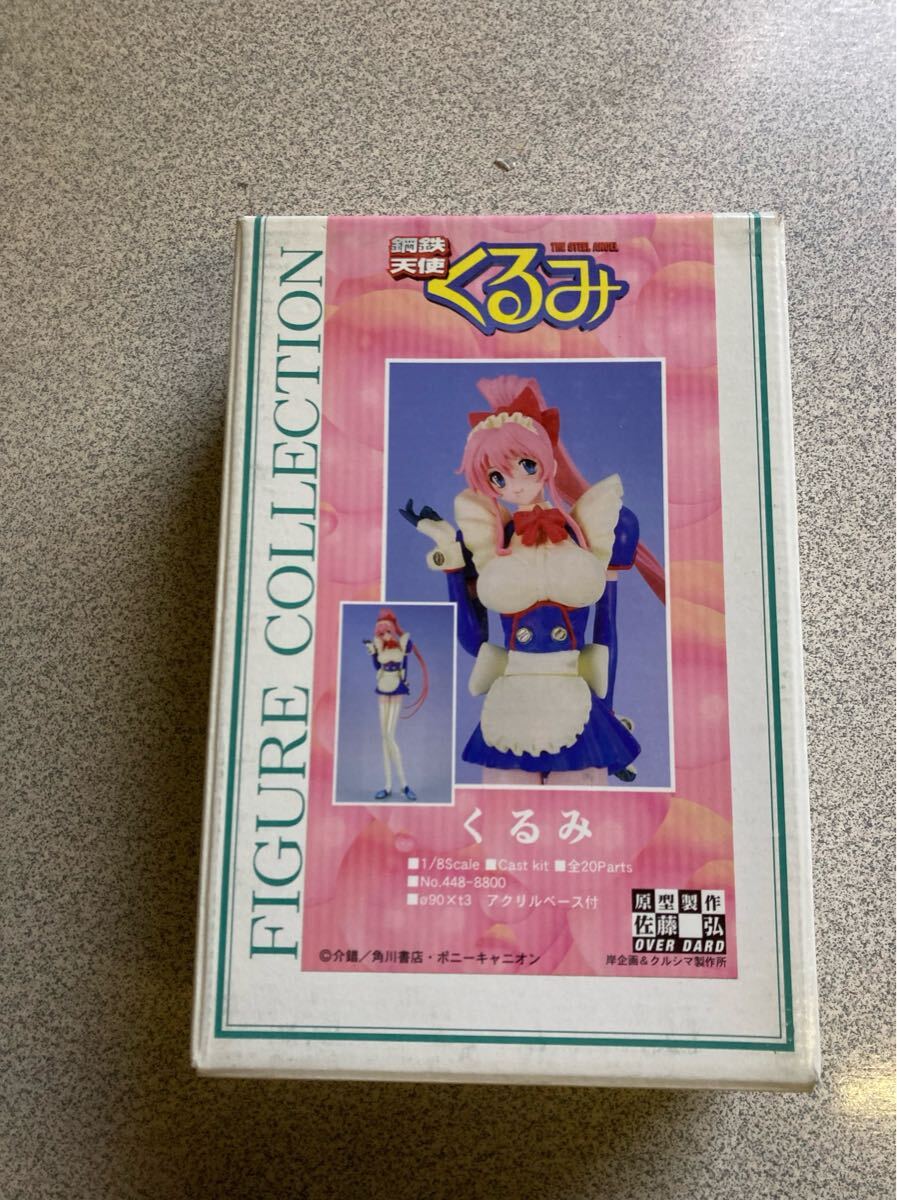 FIGURE COLLECTION
鋼鉄
天使
くるみ
THE STEEL ANGEL
くるみ
■1/8Scale ■Cast kit ■全20Parts
■No.448-8800
■ø90×t3 アクリルベース付
原型製作
佐藤 弘
OVER DARD
©介錯／角川書店・ポニーキャニオン
岸企画＆クルシマ製作所